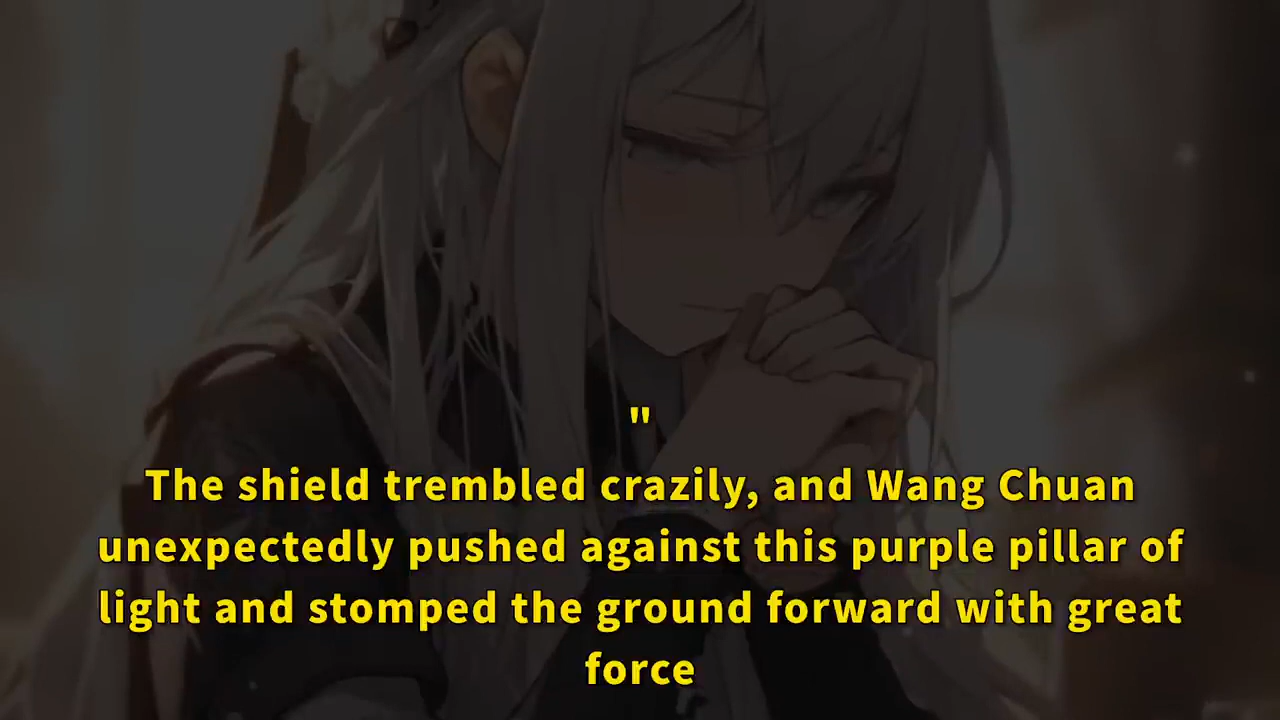 "
The shield trembled crazily, and Wang Chuan
unexpectedly pushed against this purple pillar of
light and stomped the ground forward with great
force